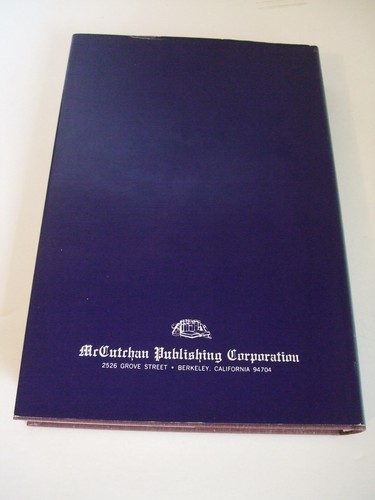 McCutchan Publishing Corporation
2526 GROVE STREET • BERKELEY, CALIFORNIA 94704